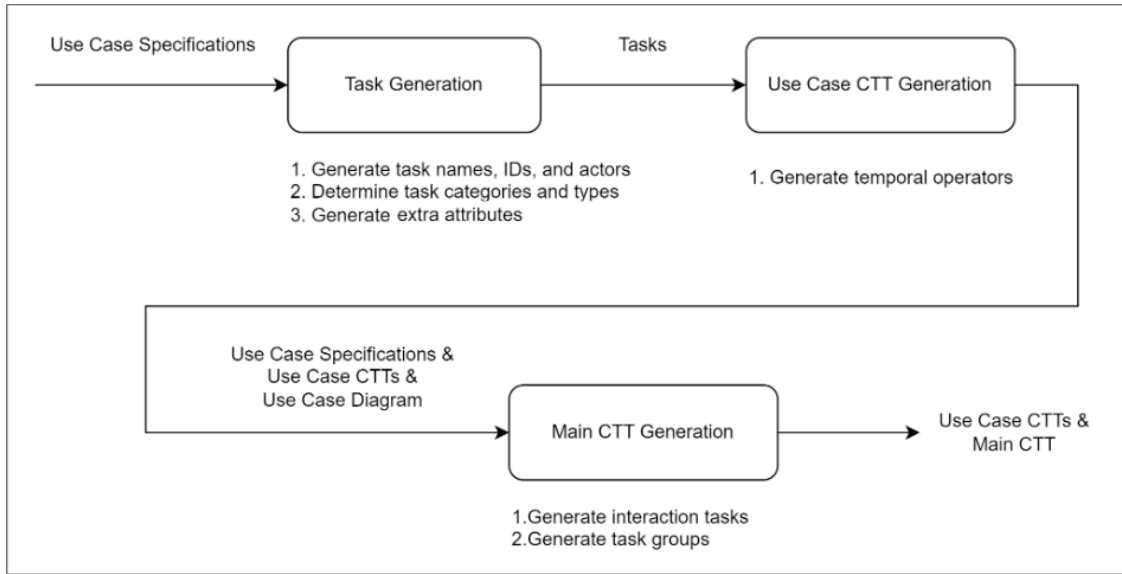 Use Case Specifications
Tasks
Task Generation
Use Case CTT Generation
1. Generate task names, IDs, and actors
2. Determine task categories and types
3. Generate extra attributes
1. Generate temporal operators
Use Case Specifications &
Use Case CTTs &
Use Case Diagram
Main CTT Generation
Use Case CTTs &
Main CTT
1.Generate interaction tasks
2.Generate task groups